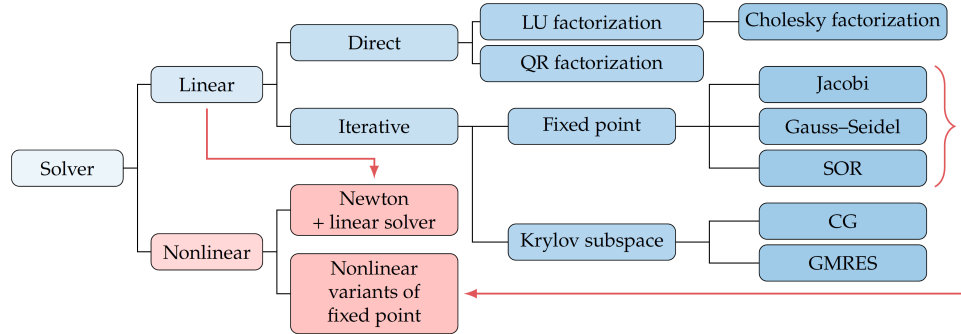 Solver
Linear
Direct
LU factorization
Cholesky factorization
QR factorization
Iterative
Fixed point
Jacobi
Gauss–Seidel
SOR
Krylov subspace
CG
GMRES
Nonlinear
Newton
+ linear solver
Nonlinear
variants of
fixed point